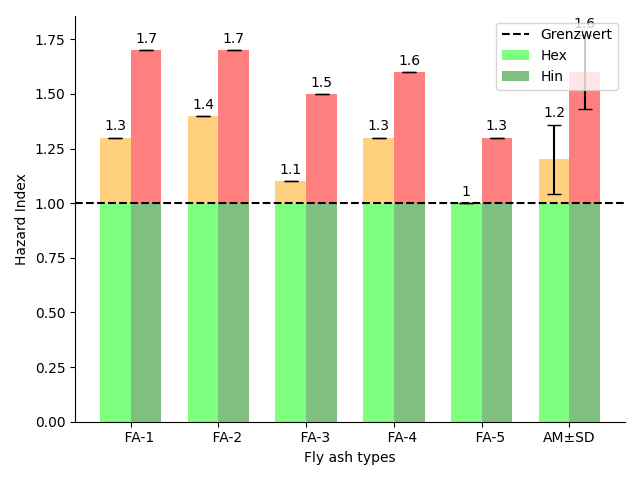 Grenzwert
Hex
Hin
1.7 1.7 1.6 1.6
1.3 1.4 1.5 1.3 1.3 1.2
1.1 1
1.75
1.50
1.25
1.00
0.75
0.50
0.25
0.00
Hazard Index
FA-1 FA-2 FA-3 FA-4 FA-5 AM±SD
Fly ash types